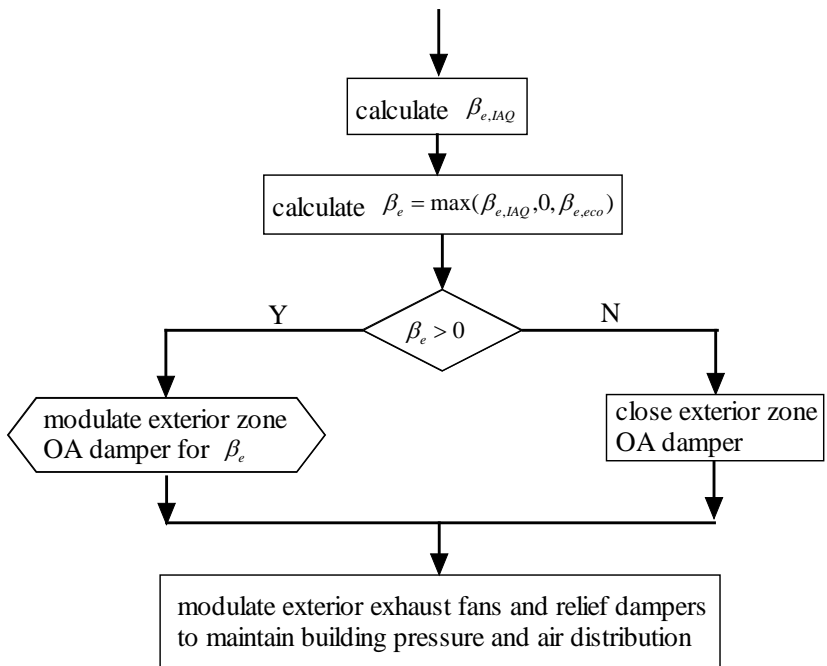 calculate β_{e,IAQ}
calculate β_e = max(β_{e,IAQ},0,β_{e,eco})
Y
N
β_e > 0
modulate exterior zone
OA damper for β_e
close exterior zone
OA damper
modulate exterior exhaust fans and relief dampers
to maintain building pressure and air distribution